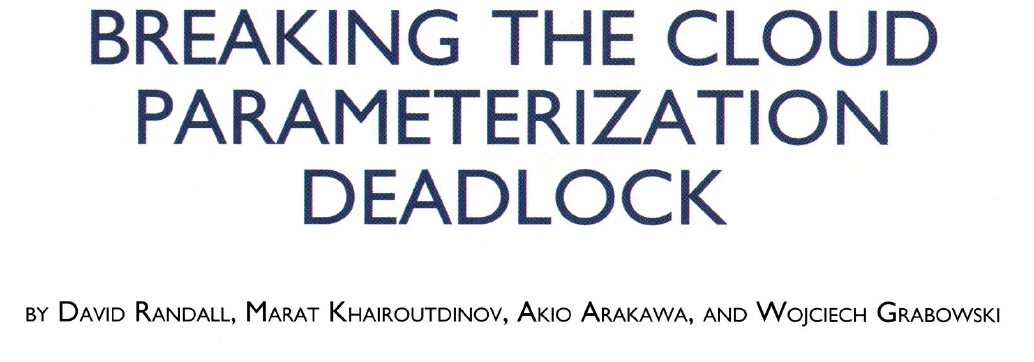 BREAKING THE CLOUD
PARAMETERIZATION
DEADLOCK
BY DAVID RANDALL, MARAT KHAIROUTDINOV, AKIO ARAKAWA, AND WOJCIECH GRABOWSKI